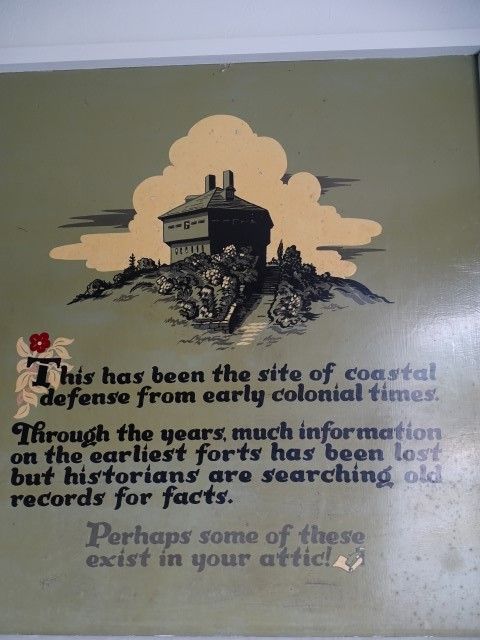 This has been the site of coastal
defense from early colonial times.
Through the years, much information
on the earliest forts has been lost
but historians are searching old
records for facts.
Perhaps some of these
exist in your attic!